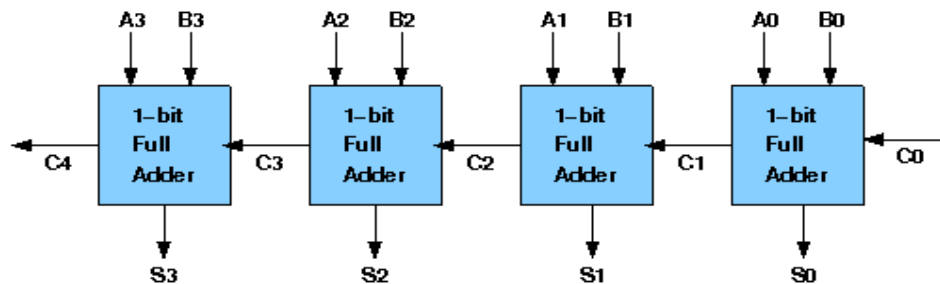 A3 B3 A2 B2 A1 B1 A0 B0
1-bit
Full
Adder
1-bit
Full
Adder
1-bit
Full
Adder
1-bit
Full
Adder
C4 C3 C2 C1 C0
S3 S2 S1 S0